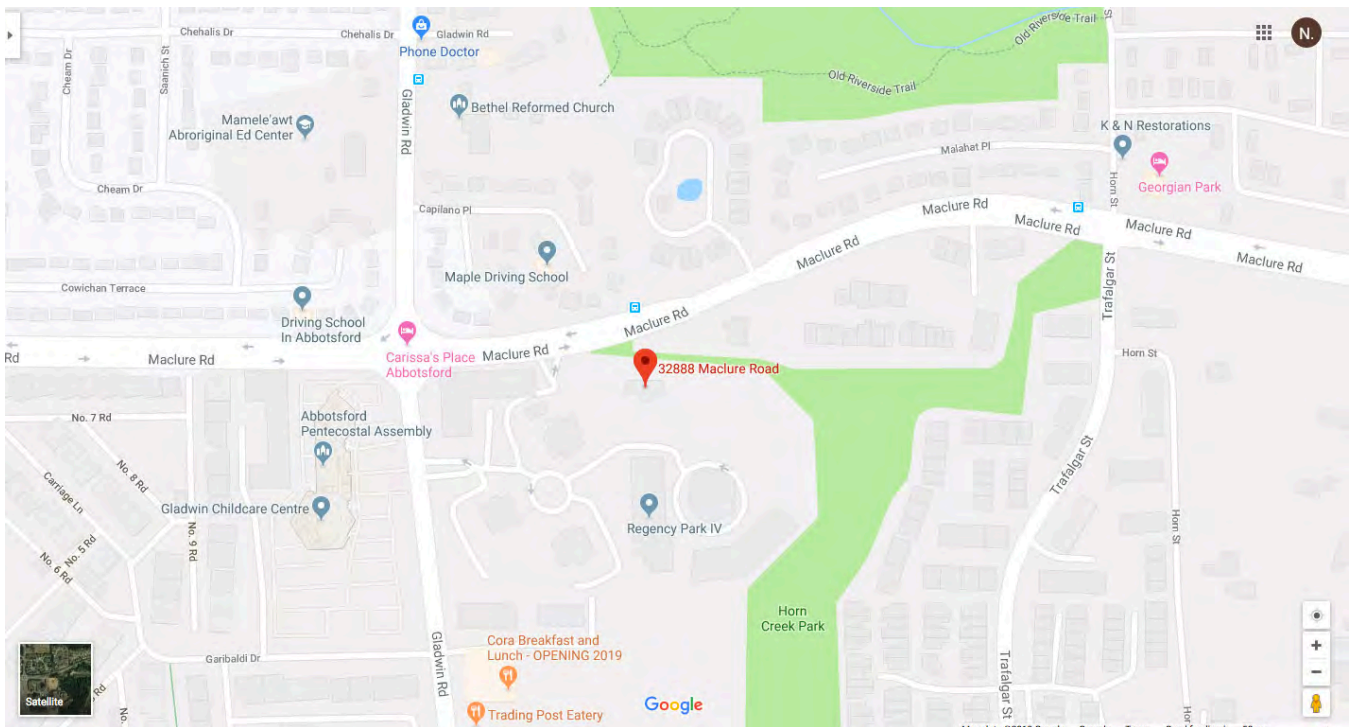 Chehalis Dr
Chehalis Dr
Gladwin Rd
Phone Doctor
Old Riverside Trail
St
N.
Cheam Dr
Saanich St
Old Riverside Trail
Gladwin Rd
Bethel Reformed Church
Mamele'awt
Abroriginal Ed Center
K & N Restorations
Malahat Pl
Georgian Park
Horn St
Cheam Dr
Capilano Pl
Maclure Rd
Maclure Rd
Maclure Rd
Maclure Rd
Maclure Rd
Maple Driving School
Cowichan Terrace
Trafalgar St
Driving School
In Abbotsford
Maclure Rd
Rd
Maclure Rd
Carissa's Place
Abbotsford
Maclure Rd
Horn St
32888 Maclure Road
No. 7 Rd
Abbotsford
Pentecostal Assembly
No. 8 Rd
Carriage Ln
Trafalgar St
Gladwin Childcare Centre
Regency Park IV
No. 9 Rd
No. 5 Rd
No. 6 Rd
Horn St
Horn
Creek Park
Gladwin Rd
Cora Breakfast and
Lunch - OPENING 2019
Garibaldi Dr
Trafalgar St
Satellite
Google
Trading Post Eatery
No.